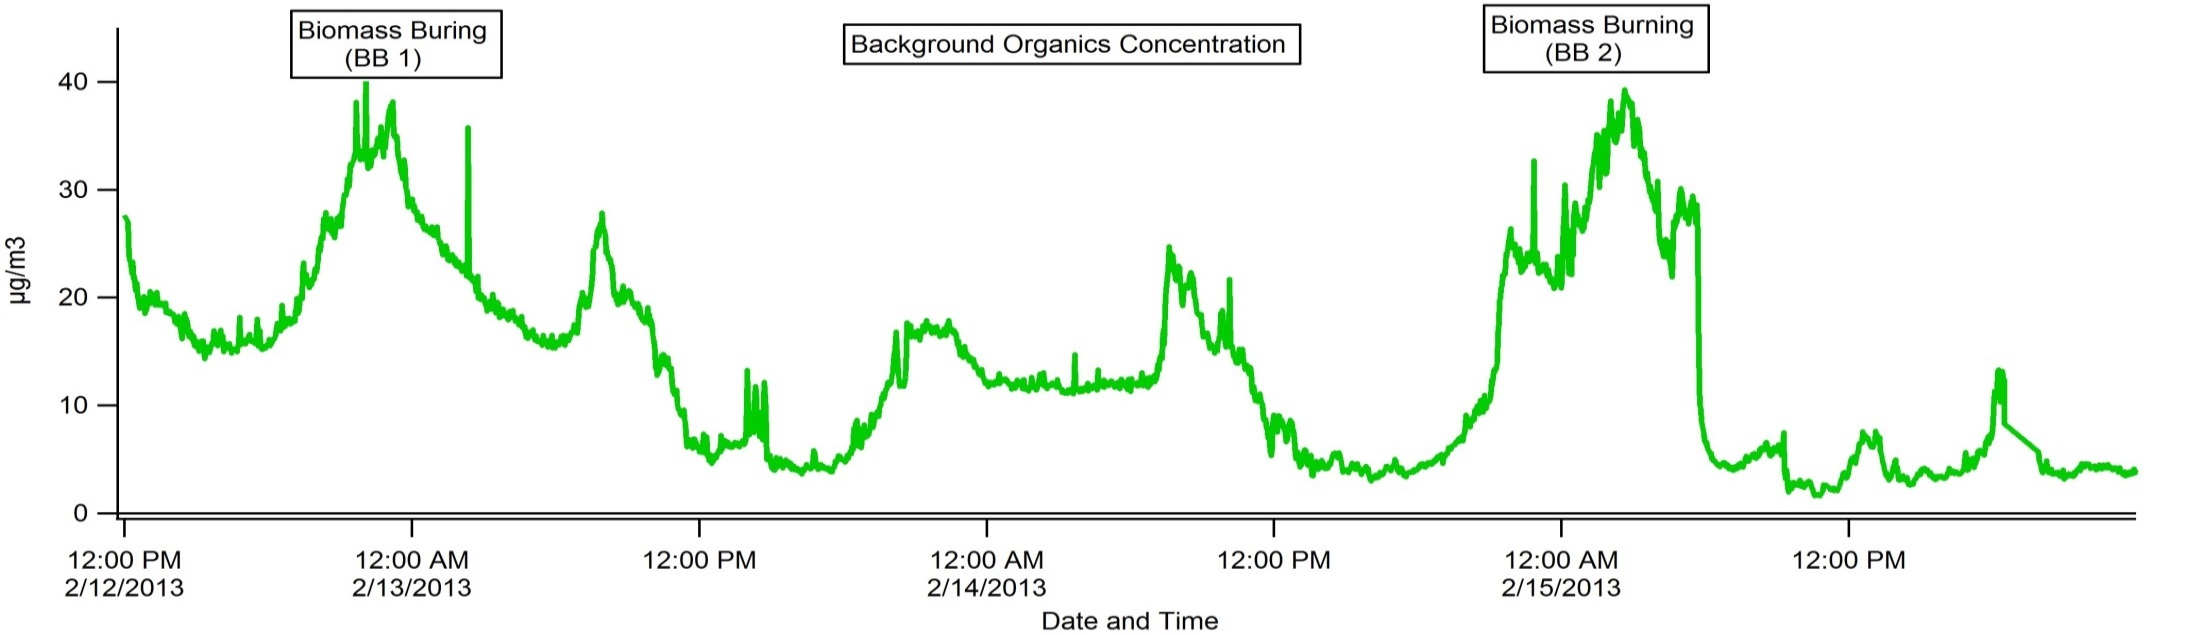 Biomass Buring
(BB 1)
Background Organics Concentration
Biomass Burning
(BB 2)
40
30
20
10
0
µg/m3
12:00 PM
2/12/2013
12:00 AM
2/13/2013
12:00 PM
12:00 AM
2/14/2013
12:00 PM
12:00 AM
2/15/2013
12:00 PM
Date and Time